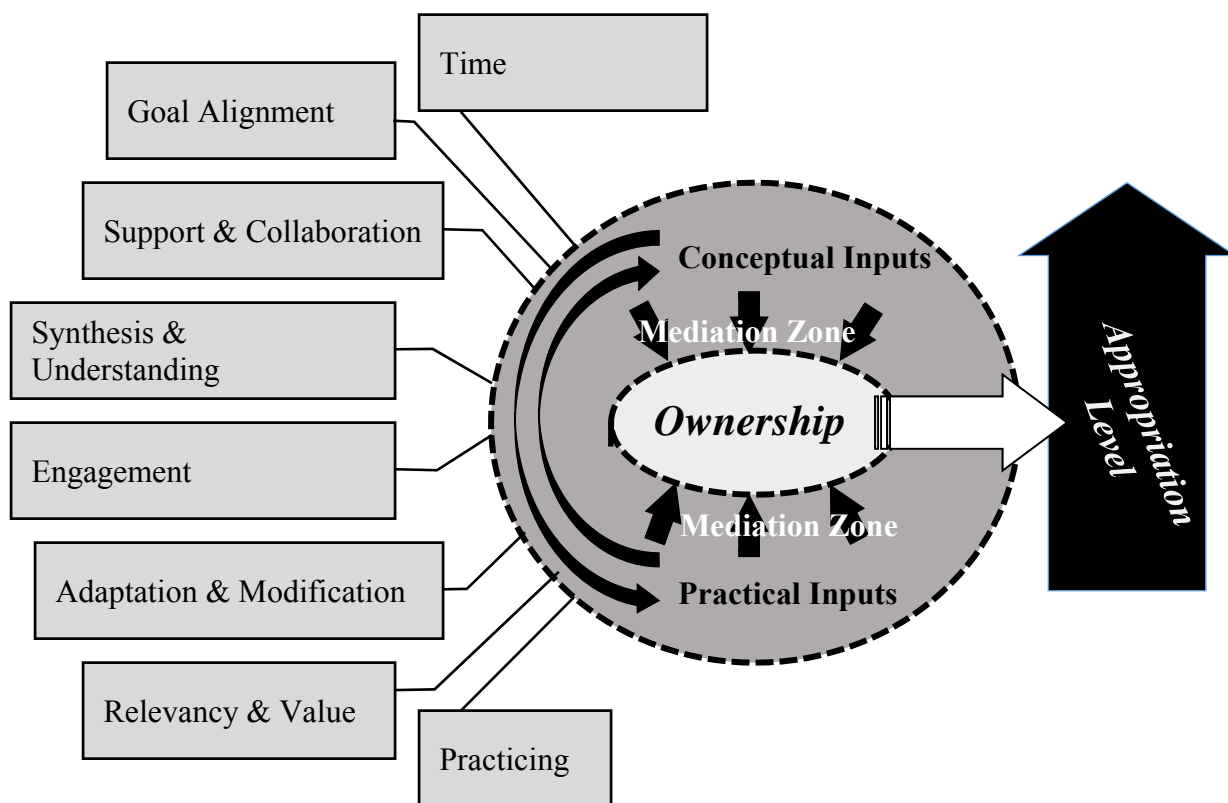 Time
Goal Alignment
Support & Collaboration
Synthesis &
Understanding
Engagement
Adaptation & Modification
Relevancy & Value
Practicing
Conceptual Inputs
Mediation Zone
Ownership
Mediation Zone
Practical Inputs
Appropriation
Level